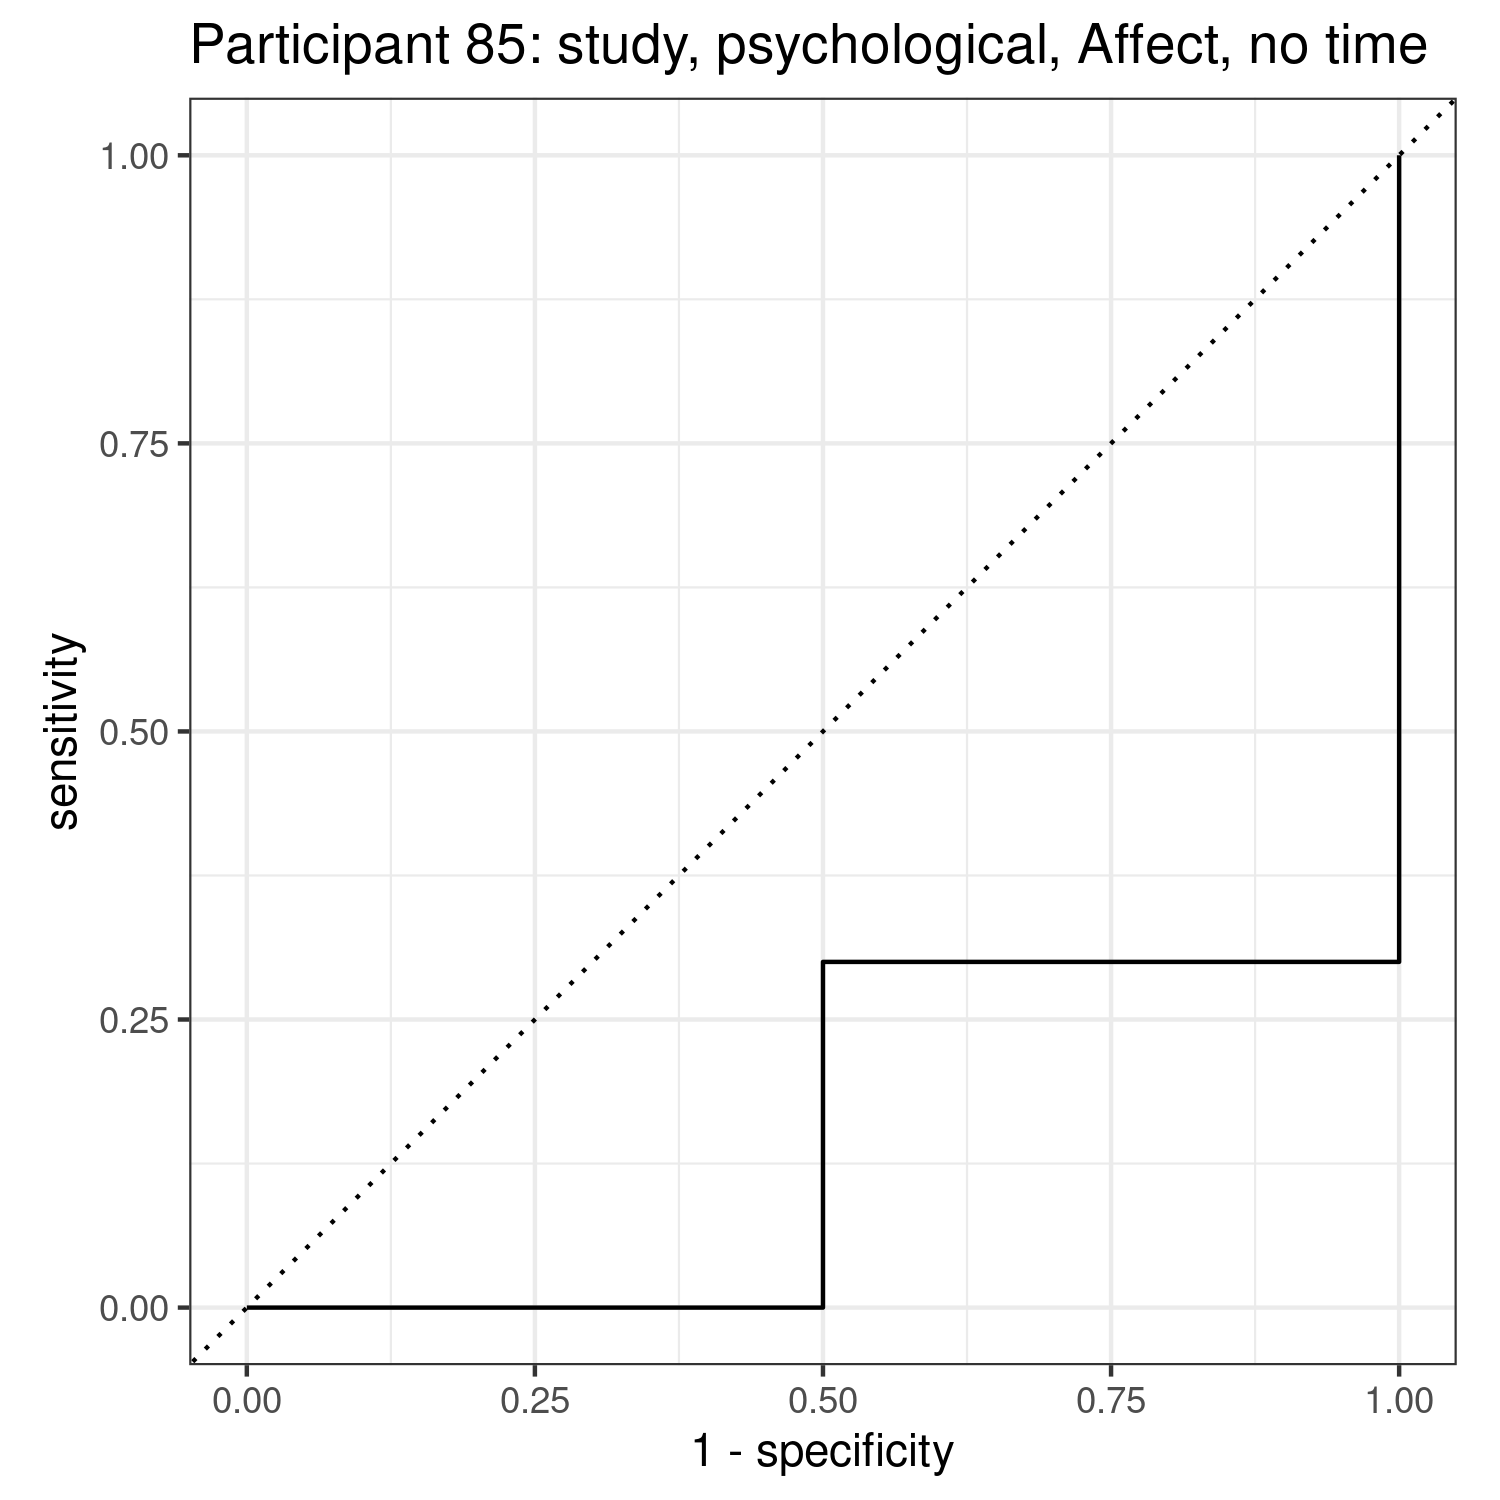 Participant 85: study, psychological, Affect, no time
1.00
0.75
0.50
0.25
0.00
sensitivity
0.00 0.25 0.50 0.75 1.00
1 - specificity